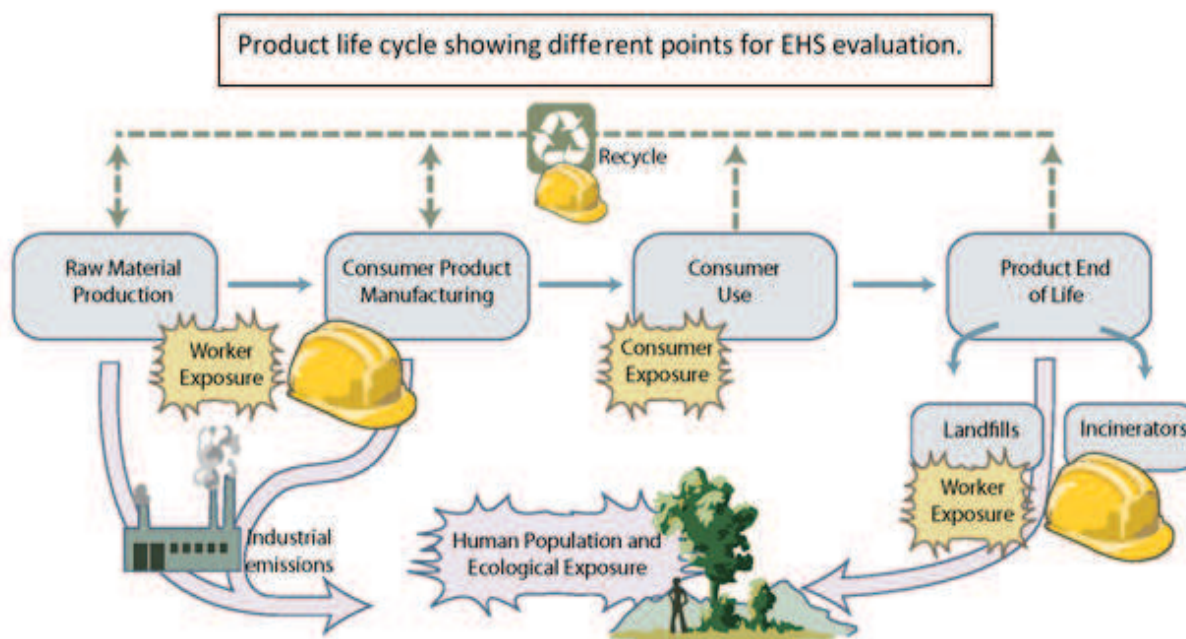 Product life cycle showing different points for EHS evaluation.
Recycle
Raw Material
Production
Consumer Product
Manufacturing
Consumer
Use
Product End
of Life
Worker
Exposure
Consumer
Exposure
Landfills
Incinerators
Worker
Exposure
Industrial
emissions
Human Population and
Ecological Exposure